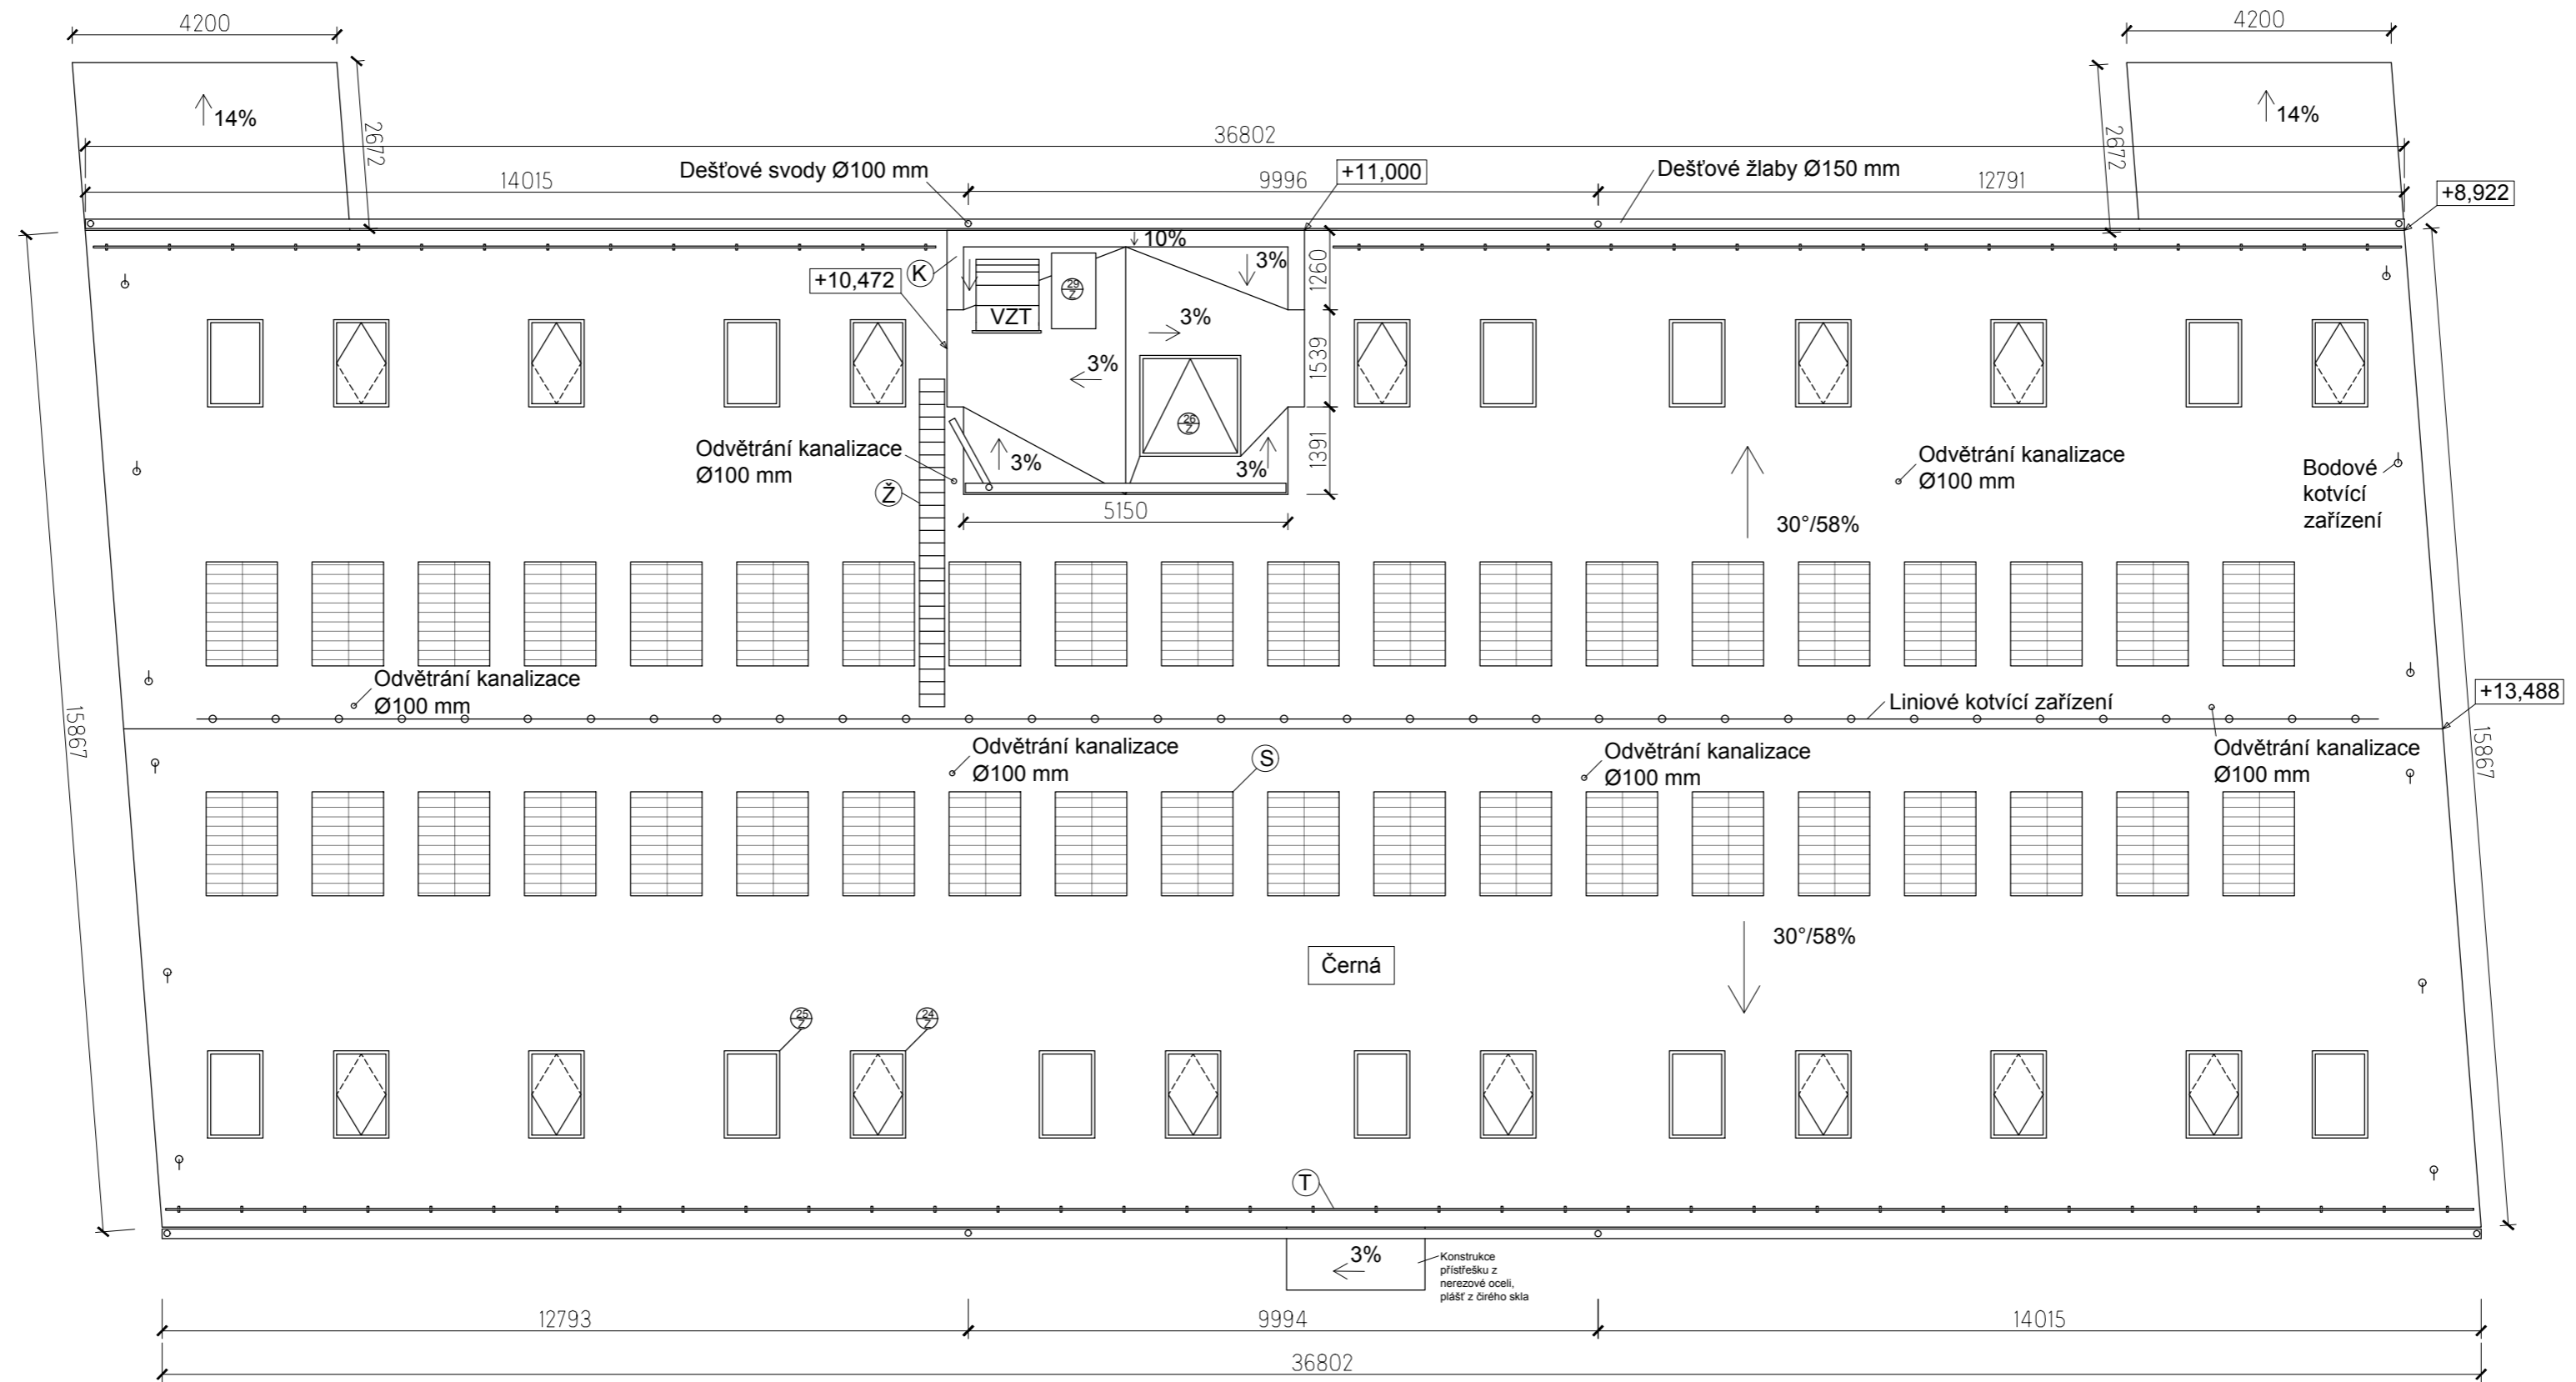 4200
4200
14%
14%
2672
2672
36802
Dešťové svody Ø100 mm
+11,000
Dešťové žlaby Ø150 mm
14015
9996
12791
+8,922
10%
K
3%
1260
+10,472
29
Z
VZT
3%
1539
3%
26
Z
Odvětrání kanalizace
Ø100 mm
3%
3%
1391
Odvětrání kanalizace
Ø100 mm
Bodové
kotvící
zařízení
Ž
5150
30°/58%
Odvětrání kanalizace
Ø100 mm
15867
Liniové kotvící zařízení
+13,488
15867
Odvětrání kanalizace
Ø100 mm
S
Odvětrání kanalizace
Ø100 mm
Odvětrání kanalizace
Ø100 mm
30°/58%
Černá
25
Z
24
Z
T
3%
Konstrukce
přístřešku z
nerezové oceli,
plášť z čirého skla
12793
9994
14015
36802